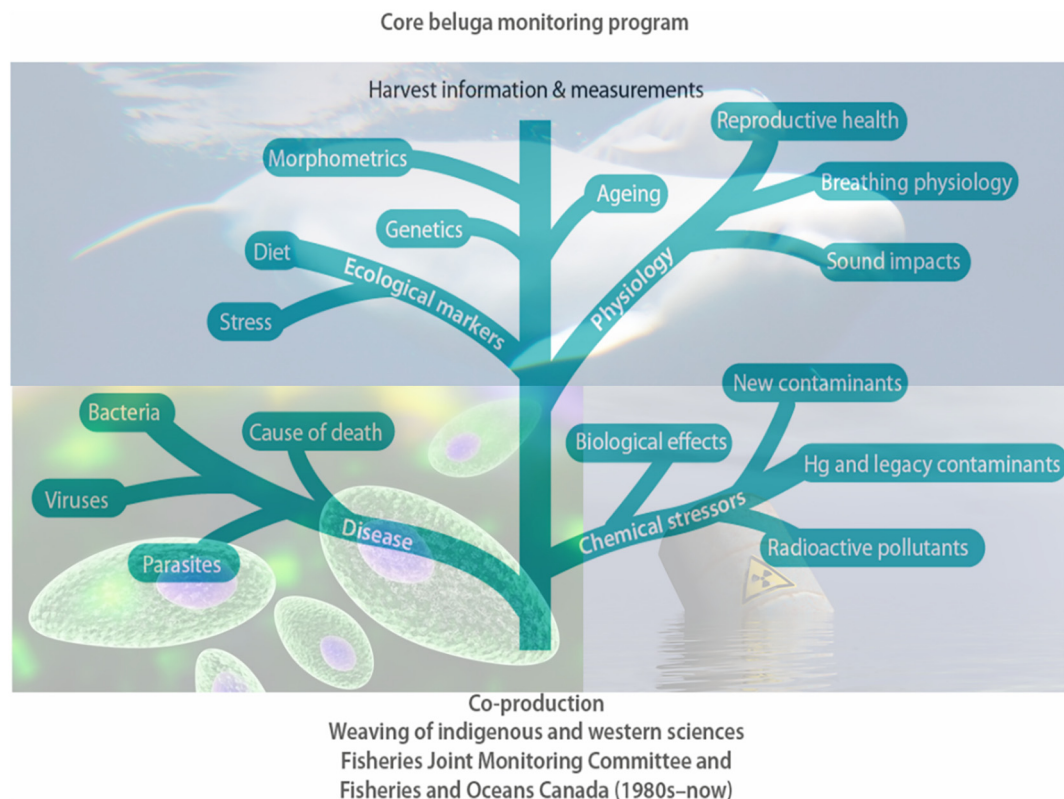 Core beluga monitoring program
Harvest information & measurements
Reproductive health
Morphometrics
Breathing physiology
Ageing
Genetics
Diet
Ecological markers
Physiology
Sound impacts
Stress
New contaminants
Bacteria
Cause of death
Biological effects
Hg and legacy contaminants
Viruses
Disease
Chemical stressors
Radioactive pollutants
Parasites
Co-production
Weaving of indigenous and western sciences
Fisheries Joint Monitoring Committee and
Fisheries and Oceans Canada (1980s–now)